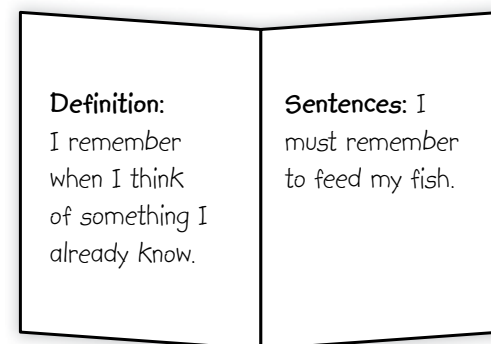 Definition:
I remember
when I think
of something I
already know.
Sentences: I
must remember
to feed my fish.